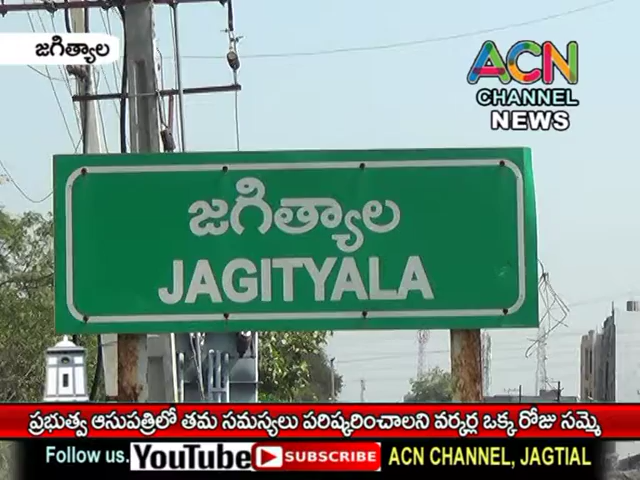 జగిత్యాల
ACN
CHANNEL
NEWS
జగిత్యాల
JAGITYALA
ప్రభుత్వ ఆసుపత్రిలో తమ సమస్యలు పరిష్కరించాలని వర్కర్ల ఒక్క రోజు సమ్మె
Follow us. YouTube SUBSCRIBE ACN CHANNEL, JAGTIAL